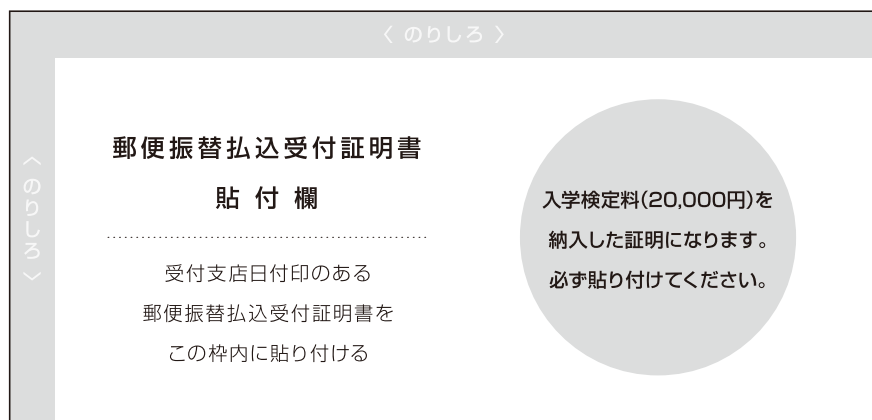 〈 のりしろ 〉
〈 のりしろ 〉
郵便振替払込受付証明書
貼 付 欄
受付支店日付印のある
郵便振替払込受付証明書を
この枠内に貼り付ける
入学検定料(20,000円)を
納入した証明になります。
必ず貼り付けてください。